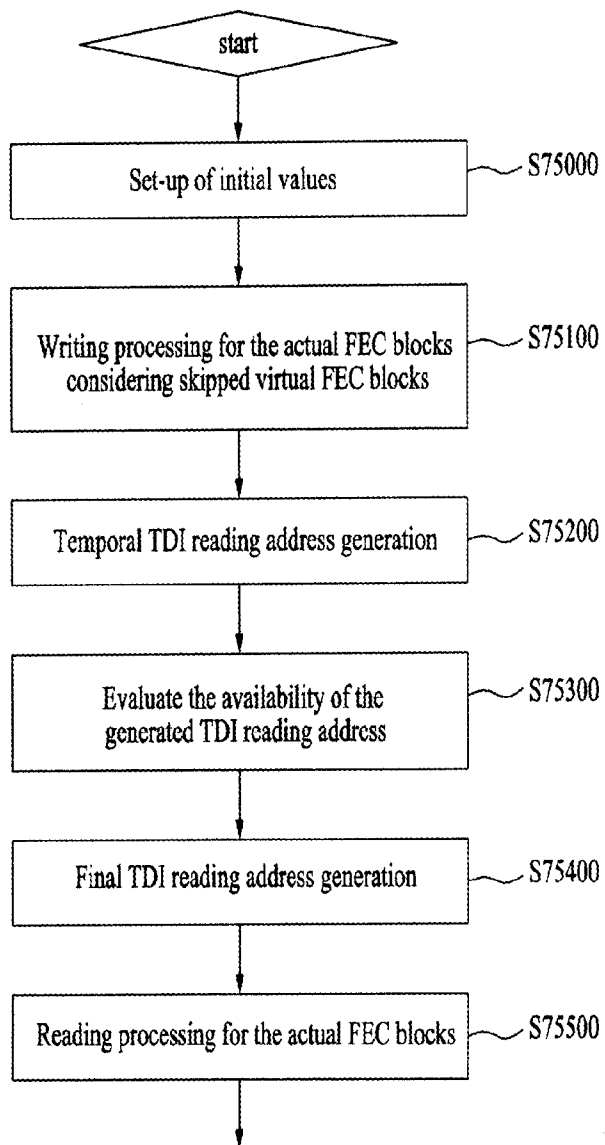 start
Set-up of initial values
S75000
Writing processing for the actual FEC blocks
considering skipped virtual FEC blocks
S75100
Temporal TDI reading address generation
S75200
Evaluate the availability of the
generated TDI reading address
S75300
Final TDI reading address generation
S75400
Reading processing for the actual FEC blocks
S75500